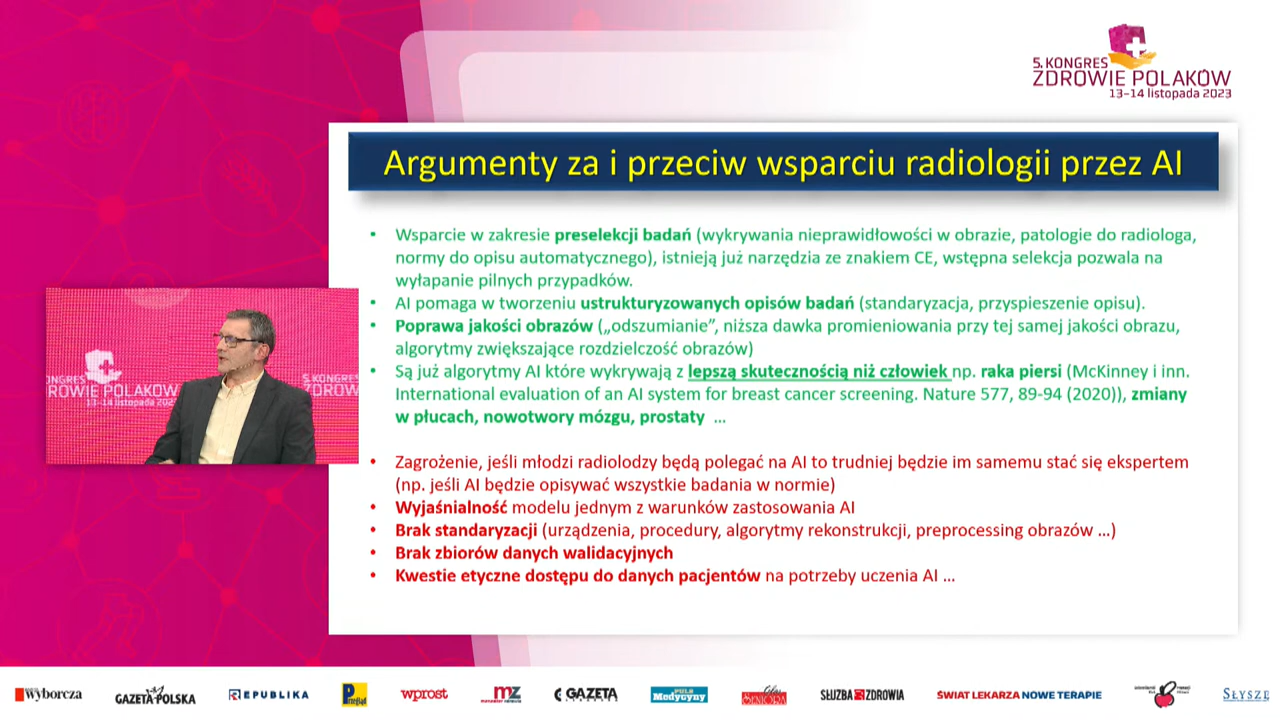 5. KONGRES
ZDROWIE POLAKÓW
13-14 listopada 2023
Argumenty za i przeciw wsparciu radiologii przez AI
• Wsparcie w zakresie preselekcji badań (wykrywania nieprawidłowości w obrazie, patologie do radiologa,
normy do opisu automatycznego), istnieją już narzędzia ze znakiem CE, wstępna selekcja pozwala na
wyłapanie pilnych przypadków.
• AI pomaga w tworzeniu ustrukturyzowanych opisów badań (standaryzacja, przyspieszenie opisu).
• Poprawa jakości obrazów („odszumianie”, niższa dawka promieniowania przy tej samej jakości obrazu,
algorytmy zwiększające rozdzielczość obrazów)
• Są już algorytmy AI które wykrywają z lepszą skutecznością niż człowiek np. raka piersi (McKinney i inn.
International evaluation of an AI system for breast cancer screening. Nature 577, 89-94 (2020)), zmiany
w płucach, nowotwory mózgu, prostaty ...
• Zagrożenie, jeśli młodzi radiolodzy będą polegać na AI to trudniej będzie im samemu stać się ekspertem
(np. jeśli AI będzie opisywać wszystkie badania w normie)
• Wyjaśnialność modelu jednym z warunków zastosowania AI
• Brak standaryzacji (urządzenia, procedury, algorytmy rekonstrukcji, preprocessing obrazów ...)
• Brak zbiorów danych walidacyjnych
• Kwestie etyczne dostępu do danych pacjentów na potrzeby uczenia AI ...
KONGRES
ZDROWIE POLAKÓW
13-14 listopada 202
5. KONGRES
ZDROW
wyborcza
GAZETA POLSKA
REPUBLIKA
Przegląd
wprost
mz
GAZETA
PULS Medycyny
SŁUŻBA ZDROWIA
ŚWIAT LEKARZA NOWE TERAPIE
SŁYSZĘ